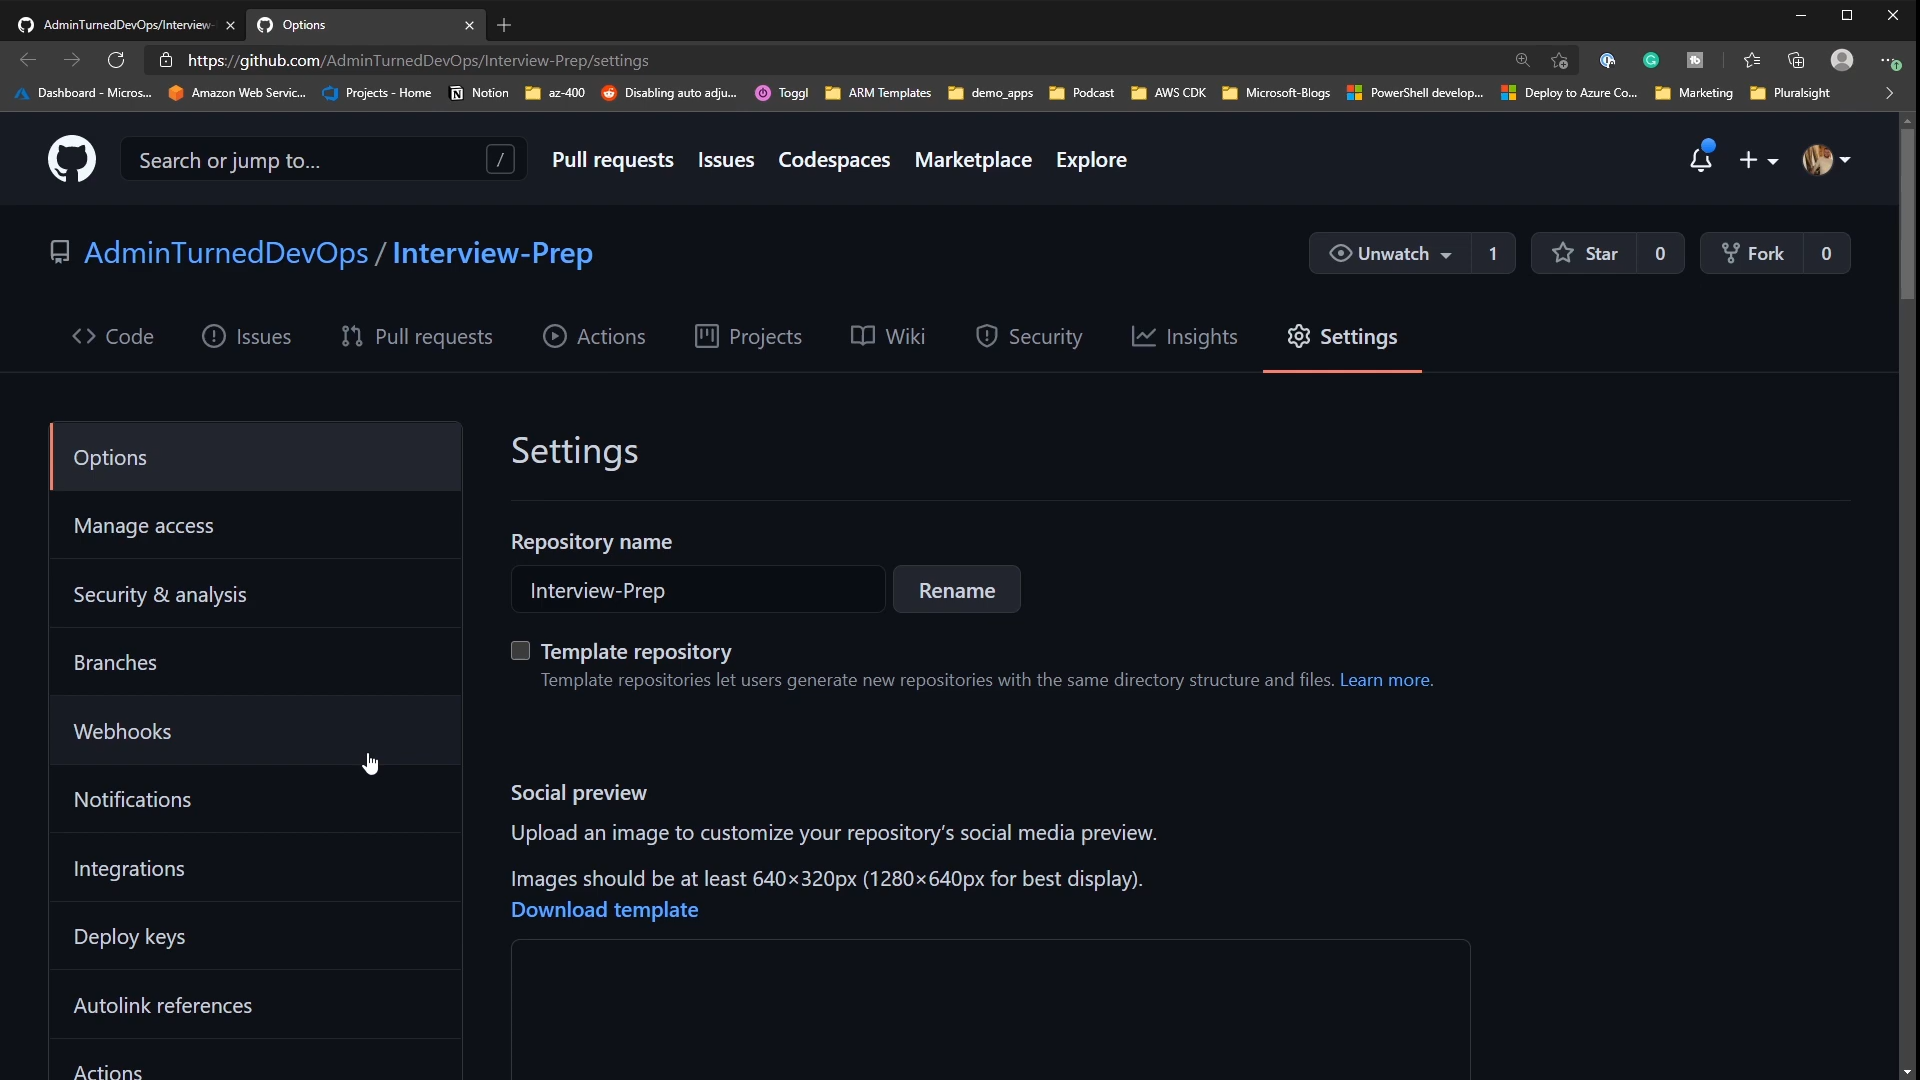 AdminTurnedDevOps/Interview-
Options
https://github.com/AdminTurnedDevOps/Interview-Prep/settings
Dashboard - Micros...
Amazon Web Servic...
Projects - Home
Notion
az-400
Disabling auto adju...
Toggl
ARM Templates
demo_apps
Podcast
AWS CDK
Microsoft-Blogs
PowerShell develop...
Deploy to Azure Co...
Marketing
Pluralsight
Search or jump to...
/
Pull requests
Issues
Codespaces
Marketplace
Explore
AdminTurnedDevOps / Interview-Prep
Unwatch
1
Star
0
Fork
0
Code
Issues
Pull requests
Actions
Projects
Wiki
Security
Insights
Settings
Options
Manage access
Security & analysis
Branches
Webhooks
Notifications
Integrations
Deploy keys
Autolink references
Actions
Settings
Repository name
Interview-Prep
Rename
Template repository
Template repositories let users generate new repositories with the same directory structure and files. Learn more.
Social preview
Upload an image to customize your repository's social media preview.
Images should be at least 640×320px (1280×640px for best display).
Download template